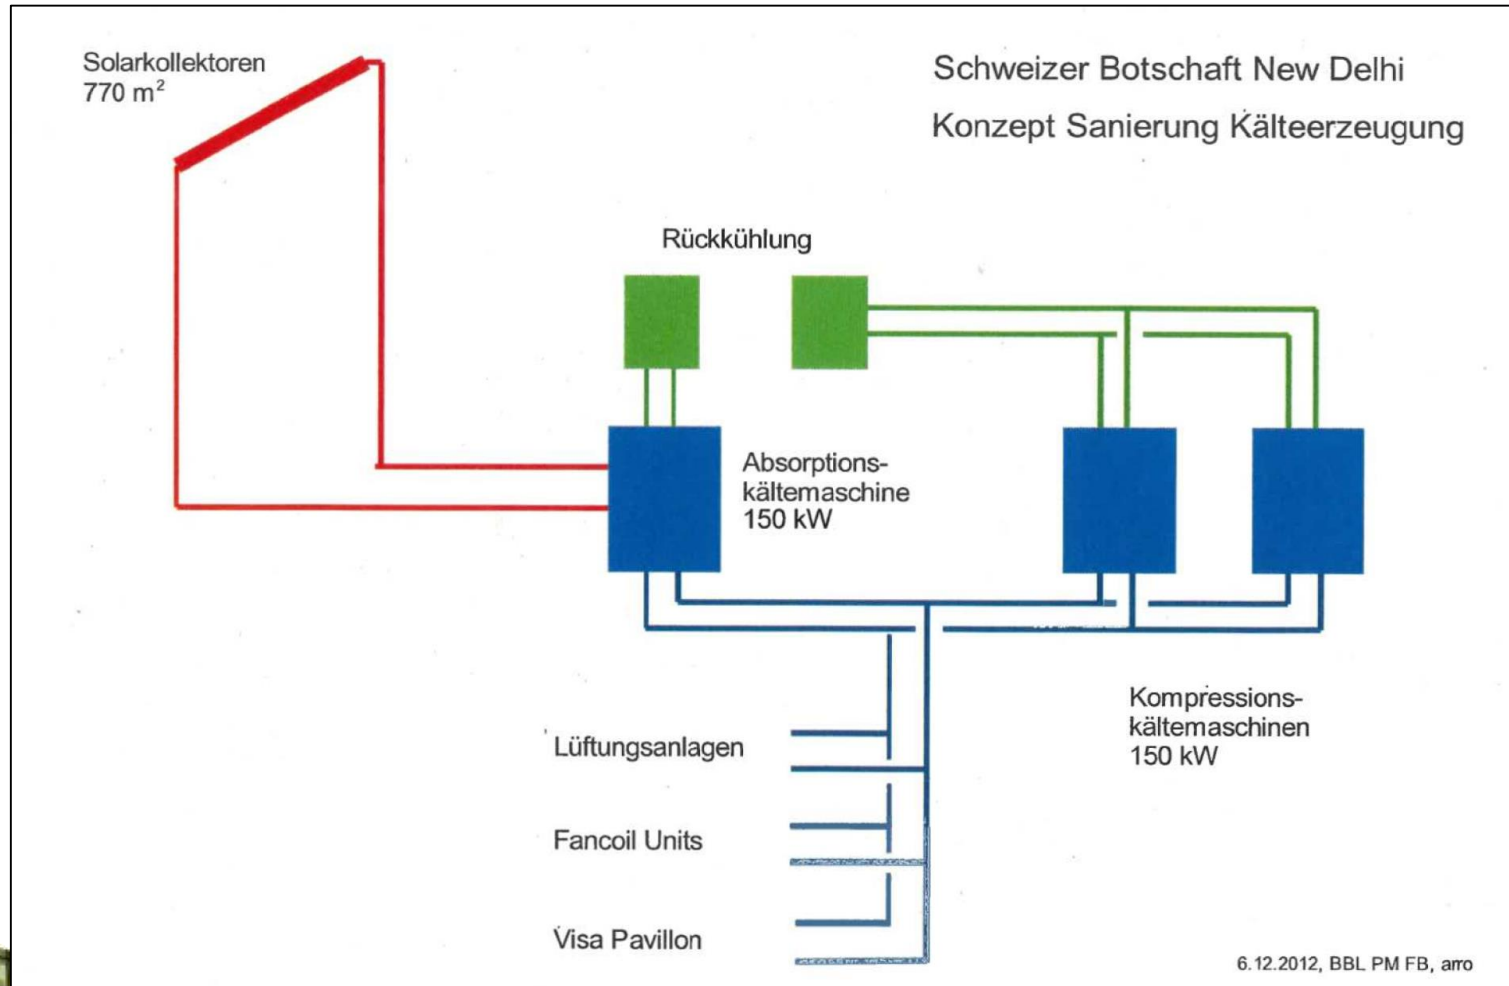 Solarkollektoren
770 m²
Schweizer Botschaft New Delhi
Konzept Sanierung Kälteerzeugung
Rückkühlung
Absorptions-
kältemaschine
150 kW
Kompressions-
kältemaschinen
150 kW
Lüftungsanlagen
Fancoil Units
Visa Pavillon
6.12.2012, BBL PM FB, arro